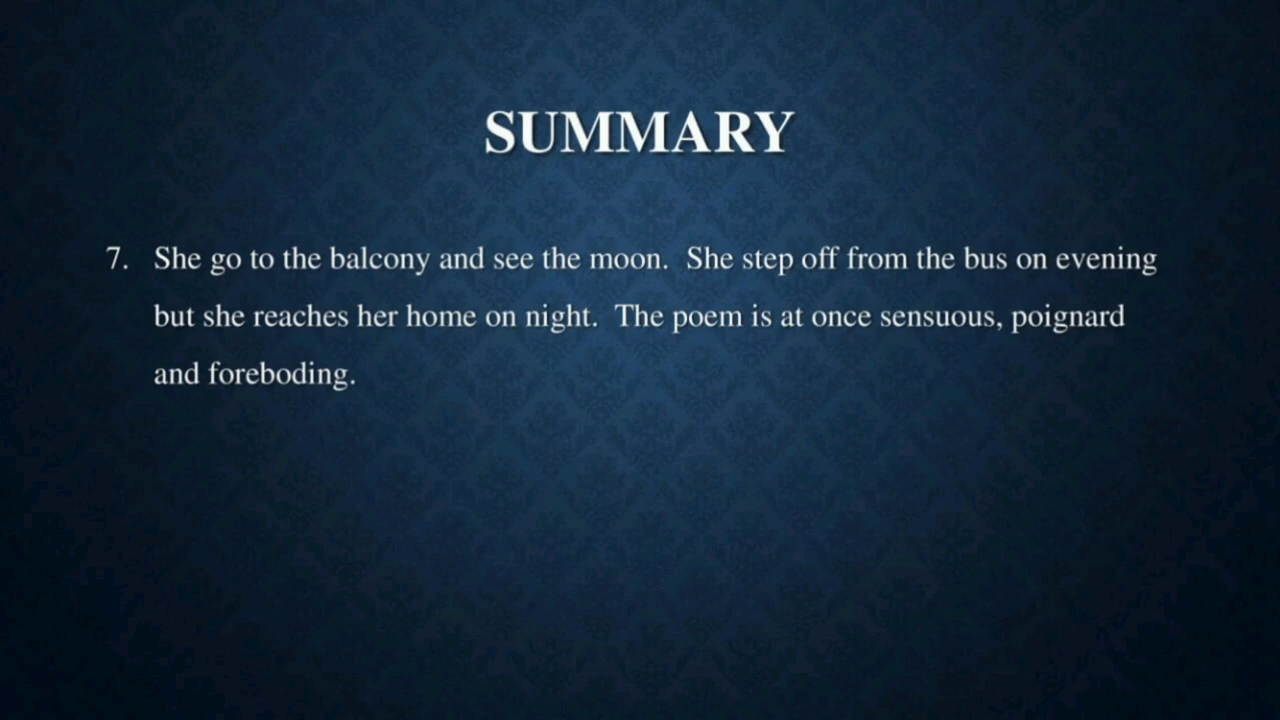 SUMMARY
7. She go to the balcony and see the moon. She step off from the bus on evening
but she reaches her home on night. The poem is at once sensuous, poignard
and foreboding.